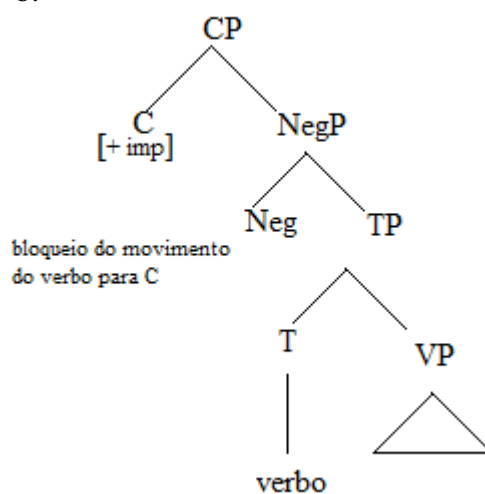 CP
C
[+ imp]
NegP
Neg
TP
bloqueio do movimento
do verbo para C
T
VP
verbo